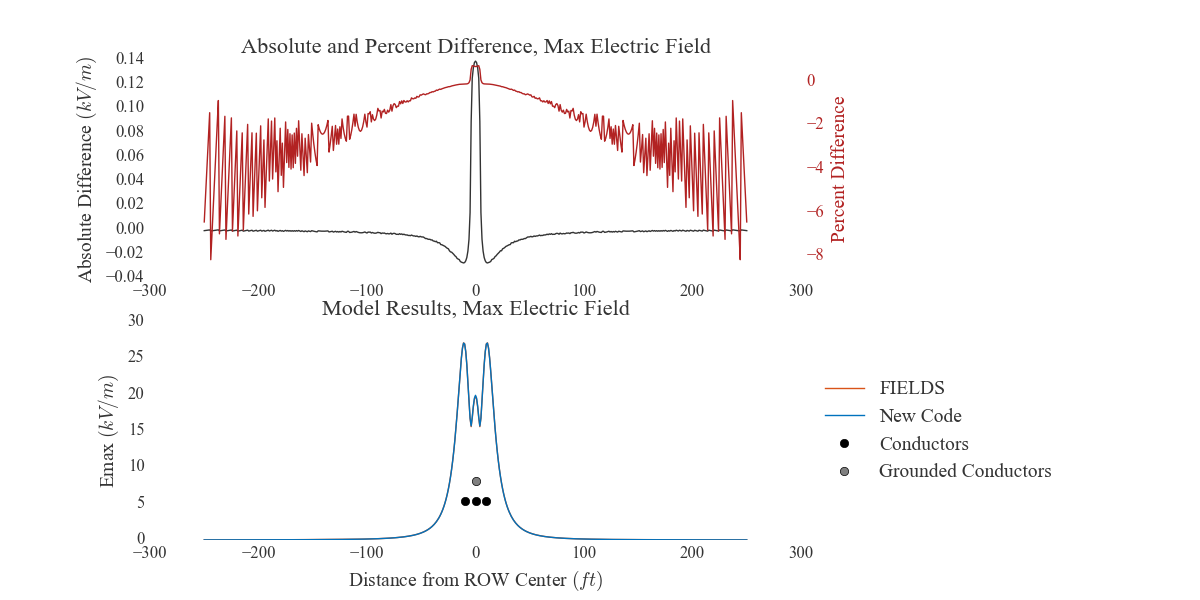 Absolute and Percent Difference, Max Electric Field
Absolute Difference (kV/m)
0.14
0.12
0.10
0.08
0.06
0.04
0.02
0.00
−0.02
−0.04
0
−2
−4
−6
−8
Percent Difference
−300 −200 −100 0 100 200 300
Model Results, Max Electric Field
Emax (kV/m)
30
25
20
15
10
5
0
−300 −200 −100 0 100 200 300
Distance from ROW Center (ft)
FIELDS
New Code
Conductors
Grounded Conductors